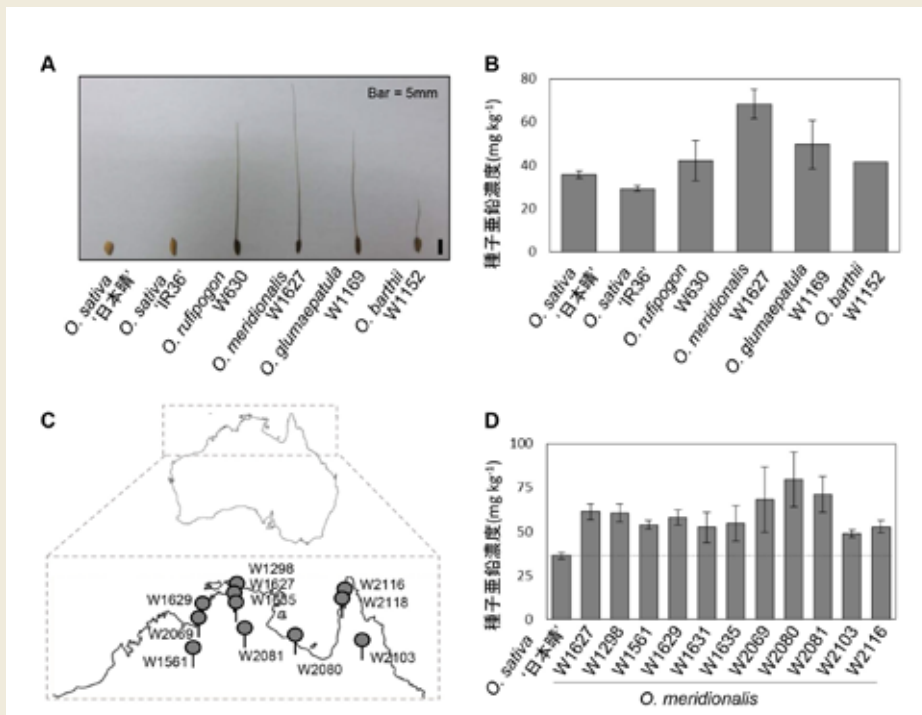 A
Bar = 5mm
O. sativa
'日本晴'
O. sativa
'IR36'
O. rufipogon
W630
O. meridionalis
W1627
O. glumaepatula
W1169
O. barthii
W1152
B
種子亜鉛濃度(mg kg⁻¹)
80
60
40
20
0
O. sativa
'日本晴'
O. sativa
'IR36'
O. rufipogon
W630
O. meridionalis
W1627
O. glumaepatula
W1169
O. barthii
W1152
C
W1298
W1627
W1635
W1629
W2069
W1561
W2081
W2080
W2116
W2118
W2103
D
種子亜鉛濃度(mg kg⁻¹)
100
75
50
25
0
O. sativa
'日本晴'
W1627
W1298
W1561
W1629
W1631
W1635
W2069
W2080
W2081
W2103
W2116
O. meridionalis